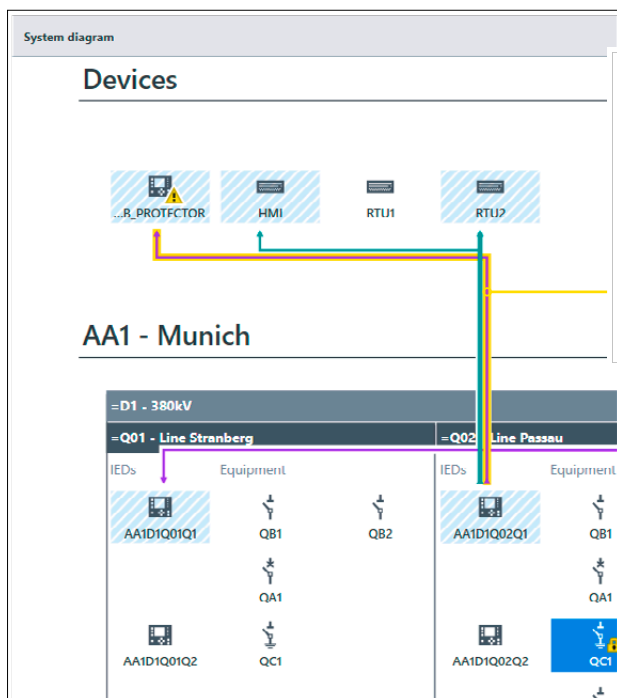 System diagram
Devices
...B_PROTECTOR HMI RTU1 RTU2
AA1 - Munich
=D1 - 380kV
=Q01 - Line Stranberg =Q02 - Line Passau
IEDs Equipment IEDs Equipment
AA1D1Q01Q1 QB1 QB2 AA1D1Q02Q1 QB1
QA1 QA1
AA1D1Q01Q2 QC1 AA1D1Q02Q2 QC1